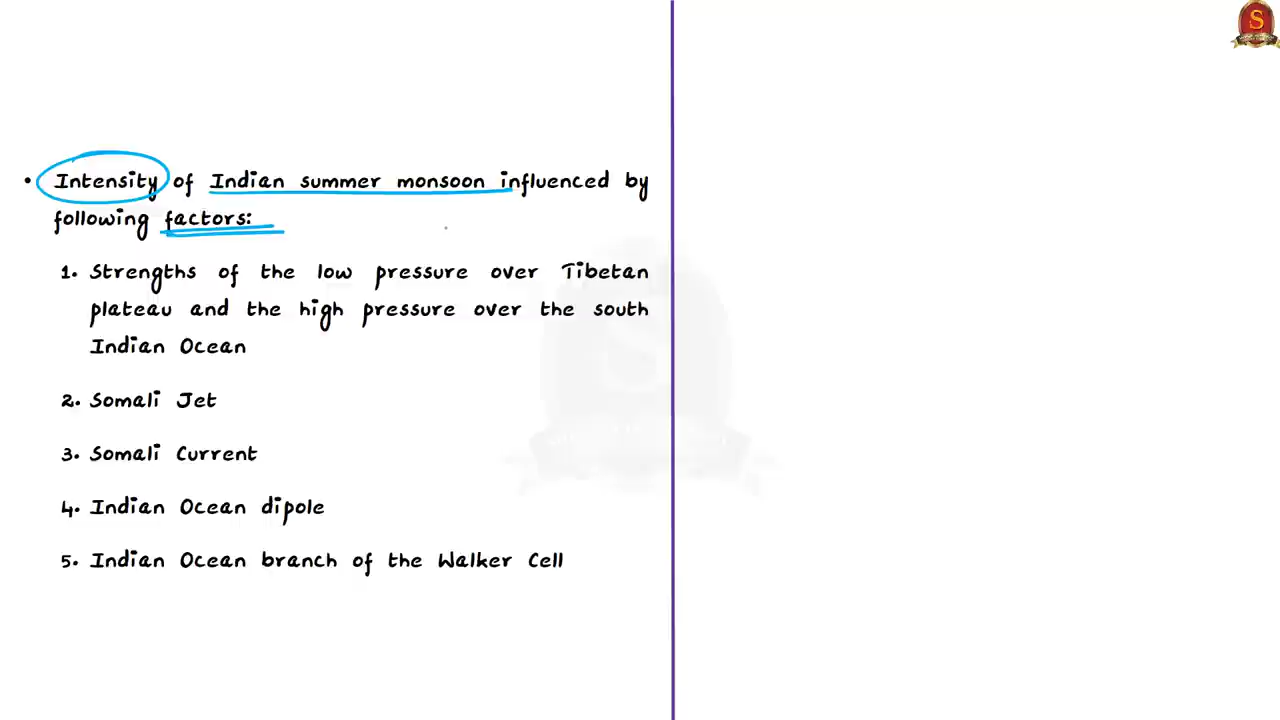 • Intensity of Indian summer monsoon influenced by
following factors:
1. Strengths of the low pressure over Tibetan
plateau and the high pressure over the south
Indian Ocean
2. Somali Jet
3. Somali Current
4. Indian Ocean dipole
5. Indian Ocean branch of the Walker Cell
S